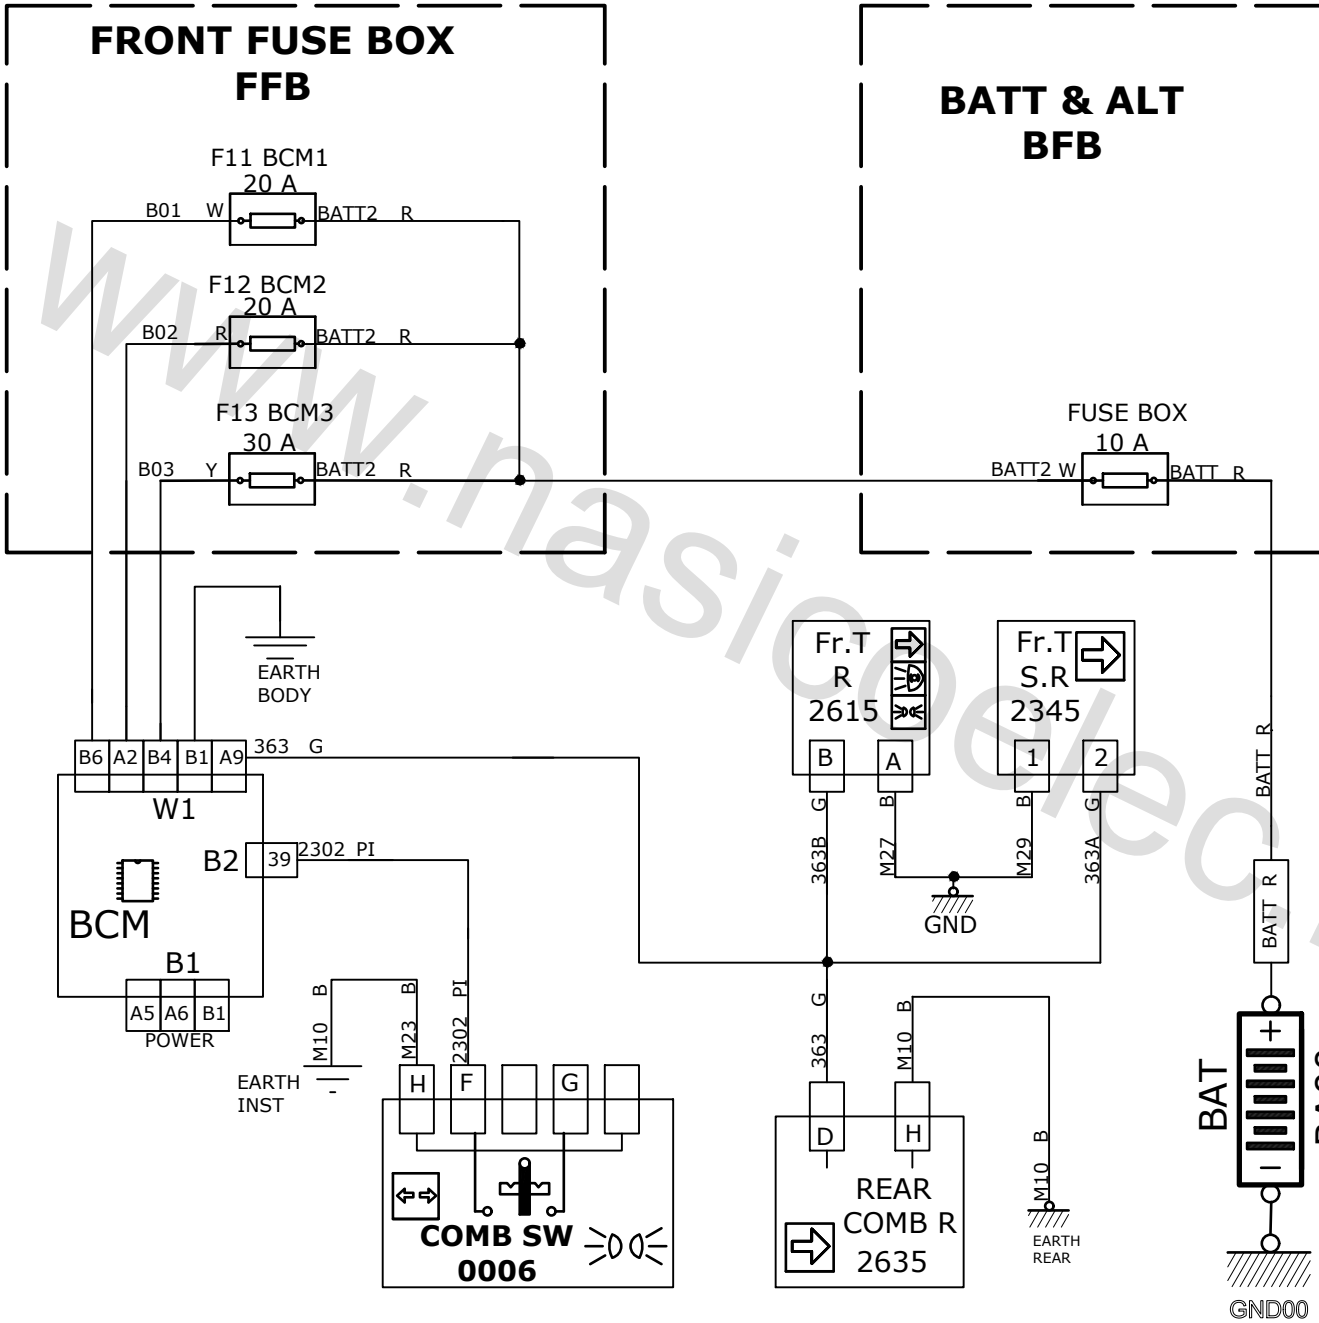 FRONT FUSE BOX
FFB
BATT & ALT
BFB
F11 BCM1
20 A
B01 W
BATT2 R
F12 BCM2
20 A
B02 R
BATT2 R
F13 BCM3
30 A
B03 Y
BATT2 R
FUSE BOX
10 A
BATT2 W
BATT R
www.nasicoelec.
EARTH
BODY
Fr.T
R
2615
B
A
Fr.T
S.R
2345
1
2
B6 A2 B4 B1 A9
363 G
W1
B2
39
2302 PI
BCM
B1
A5 A6 B1
POWER
G
363B
B
M27
B
M29
G
363A
GND
BATT R
BATT R
M10 B
M23 B
2302 PI
EARTH
INST
H
F
G
COMB SW
0006
363 G
M10 B
D
H
REAR
COMB R
2635
M10 B
EARTH
REAR
BAT
+
−
GND00